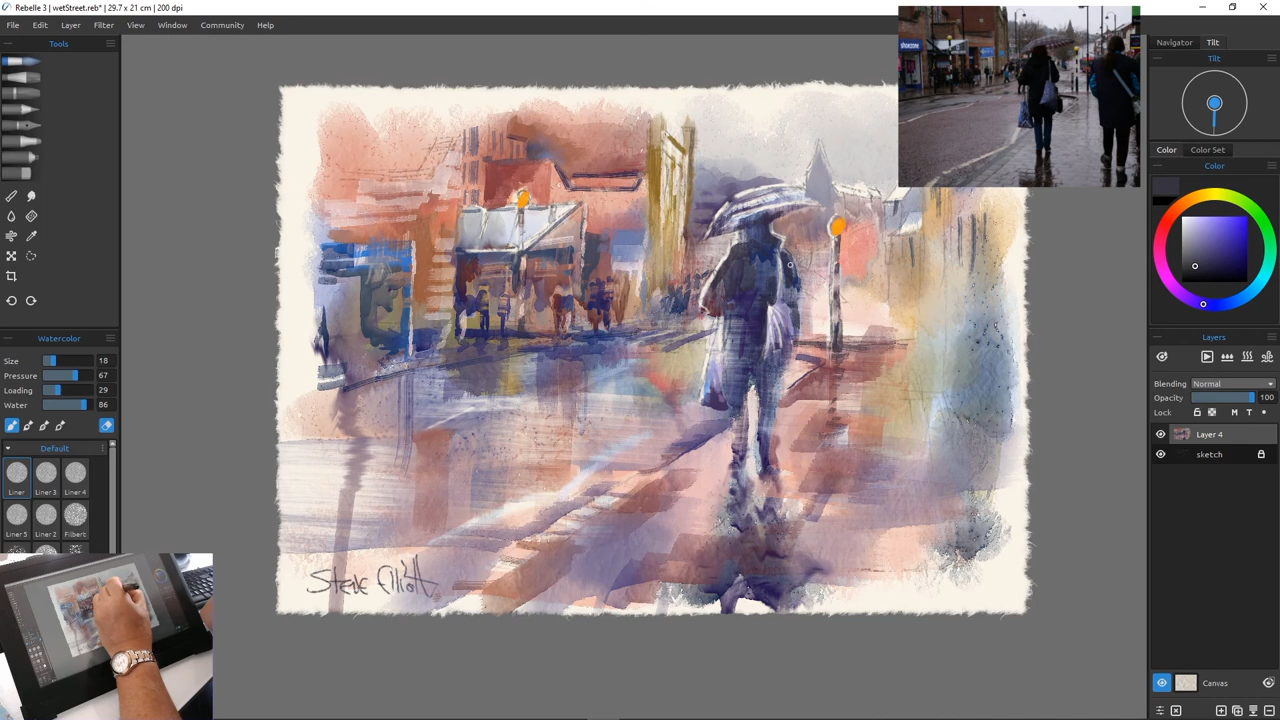 Rebelle 3 | wetStreet.reb* | 29.7 x 21 cm | 200 dpi
File Edit Layer Filter View Window Community Help
Tools
Watercolor
Size 18
Pressure 67
Loading 29
Water 86
Default
Liner Liner 3 Liner 4
Liner 5 Liner 2 Filbert
Steve Elliott
shoezone
Navigator Tilt
Tilt
Color Color Set
Color
Layers
Blending Normal
Opacity 100
Lock M T
Layer 4
sketch
Canvas